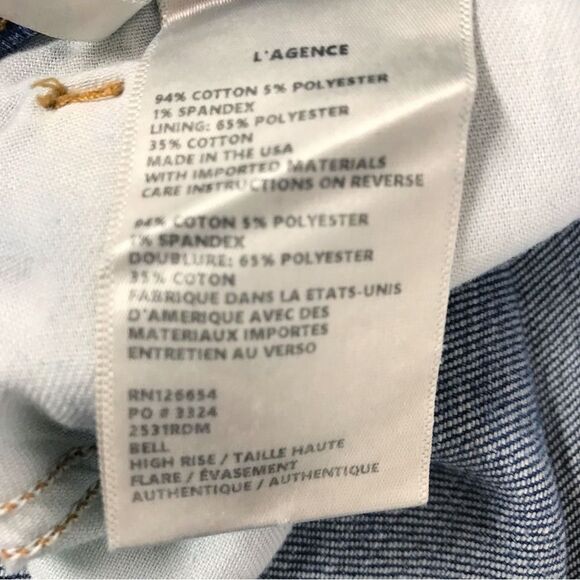 L'AGENCE
94% COTTON 5% POLYESTER
1% SPANDEX
LINING: 65% POLYESTER
35% COTTON
MADE IN THE USA
WITH IMPORTED MATERIALS
CARE INSTRUCTIONS ON REVERSE
94% COTON 5% POLYESTER
1% SPANDEX
DOUBLURE: 65% POLYESTER
35% COTON
FABRIQUE DANS LA ETATS-UNIS
D'AMERIQUE AVEC DES
MATERIAUX IMPORTES
ENTRETIEN AU VERSO
RN126654
PO # 3324
2531RDM
BELL
HIGH RISE / TAILLE HAUTE
FLARE / ÉVASEMENT
AUTHENTIQUE / AUTHENTIQUE